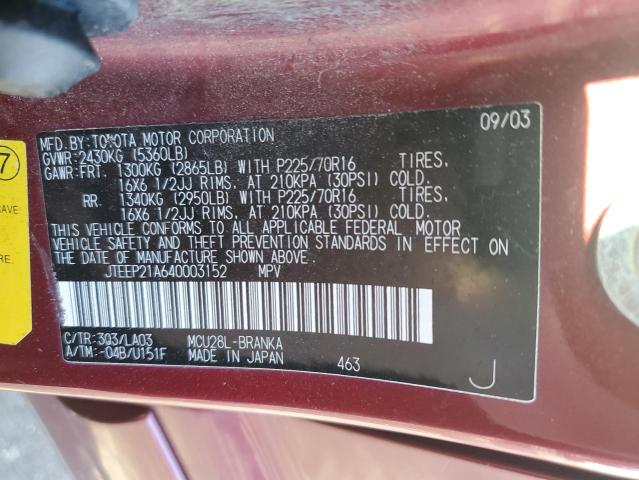 09/03
MFD.BY:TOYOTA MOTOR CORPORATION
GVWR:2430KG (5360LB)
GAWR:FRT. 1300KG (2865LB) WITH P225/70R16 TIRES,
16X6 1/2JJ RIMS, AT 210KPA (30PSI) COLD.
RR. 1340KG (2950LB) WITH P225/70R16 TIRES,
16X6 1/2JJ RIMS, AT 210KPA (30PSI) COLD.
THIS VEHICLE CONFORMS TO ALL APPLICABLE FEDERAL MOTOR
VEHICLE SAFETY AND THEFT PREVENTION STANDARDS IN EFFECT ON
THE DATE OF MANUFACTURE SHOWN ABOVE.
JTEEP21A640003152 MPV
C/TR:3Q3/LA03 MCU28L-BRANKA
A/TM:-04B/U151F MADE IN JAPAN 463
J
7
RAVE
RE.